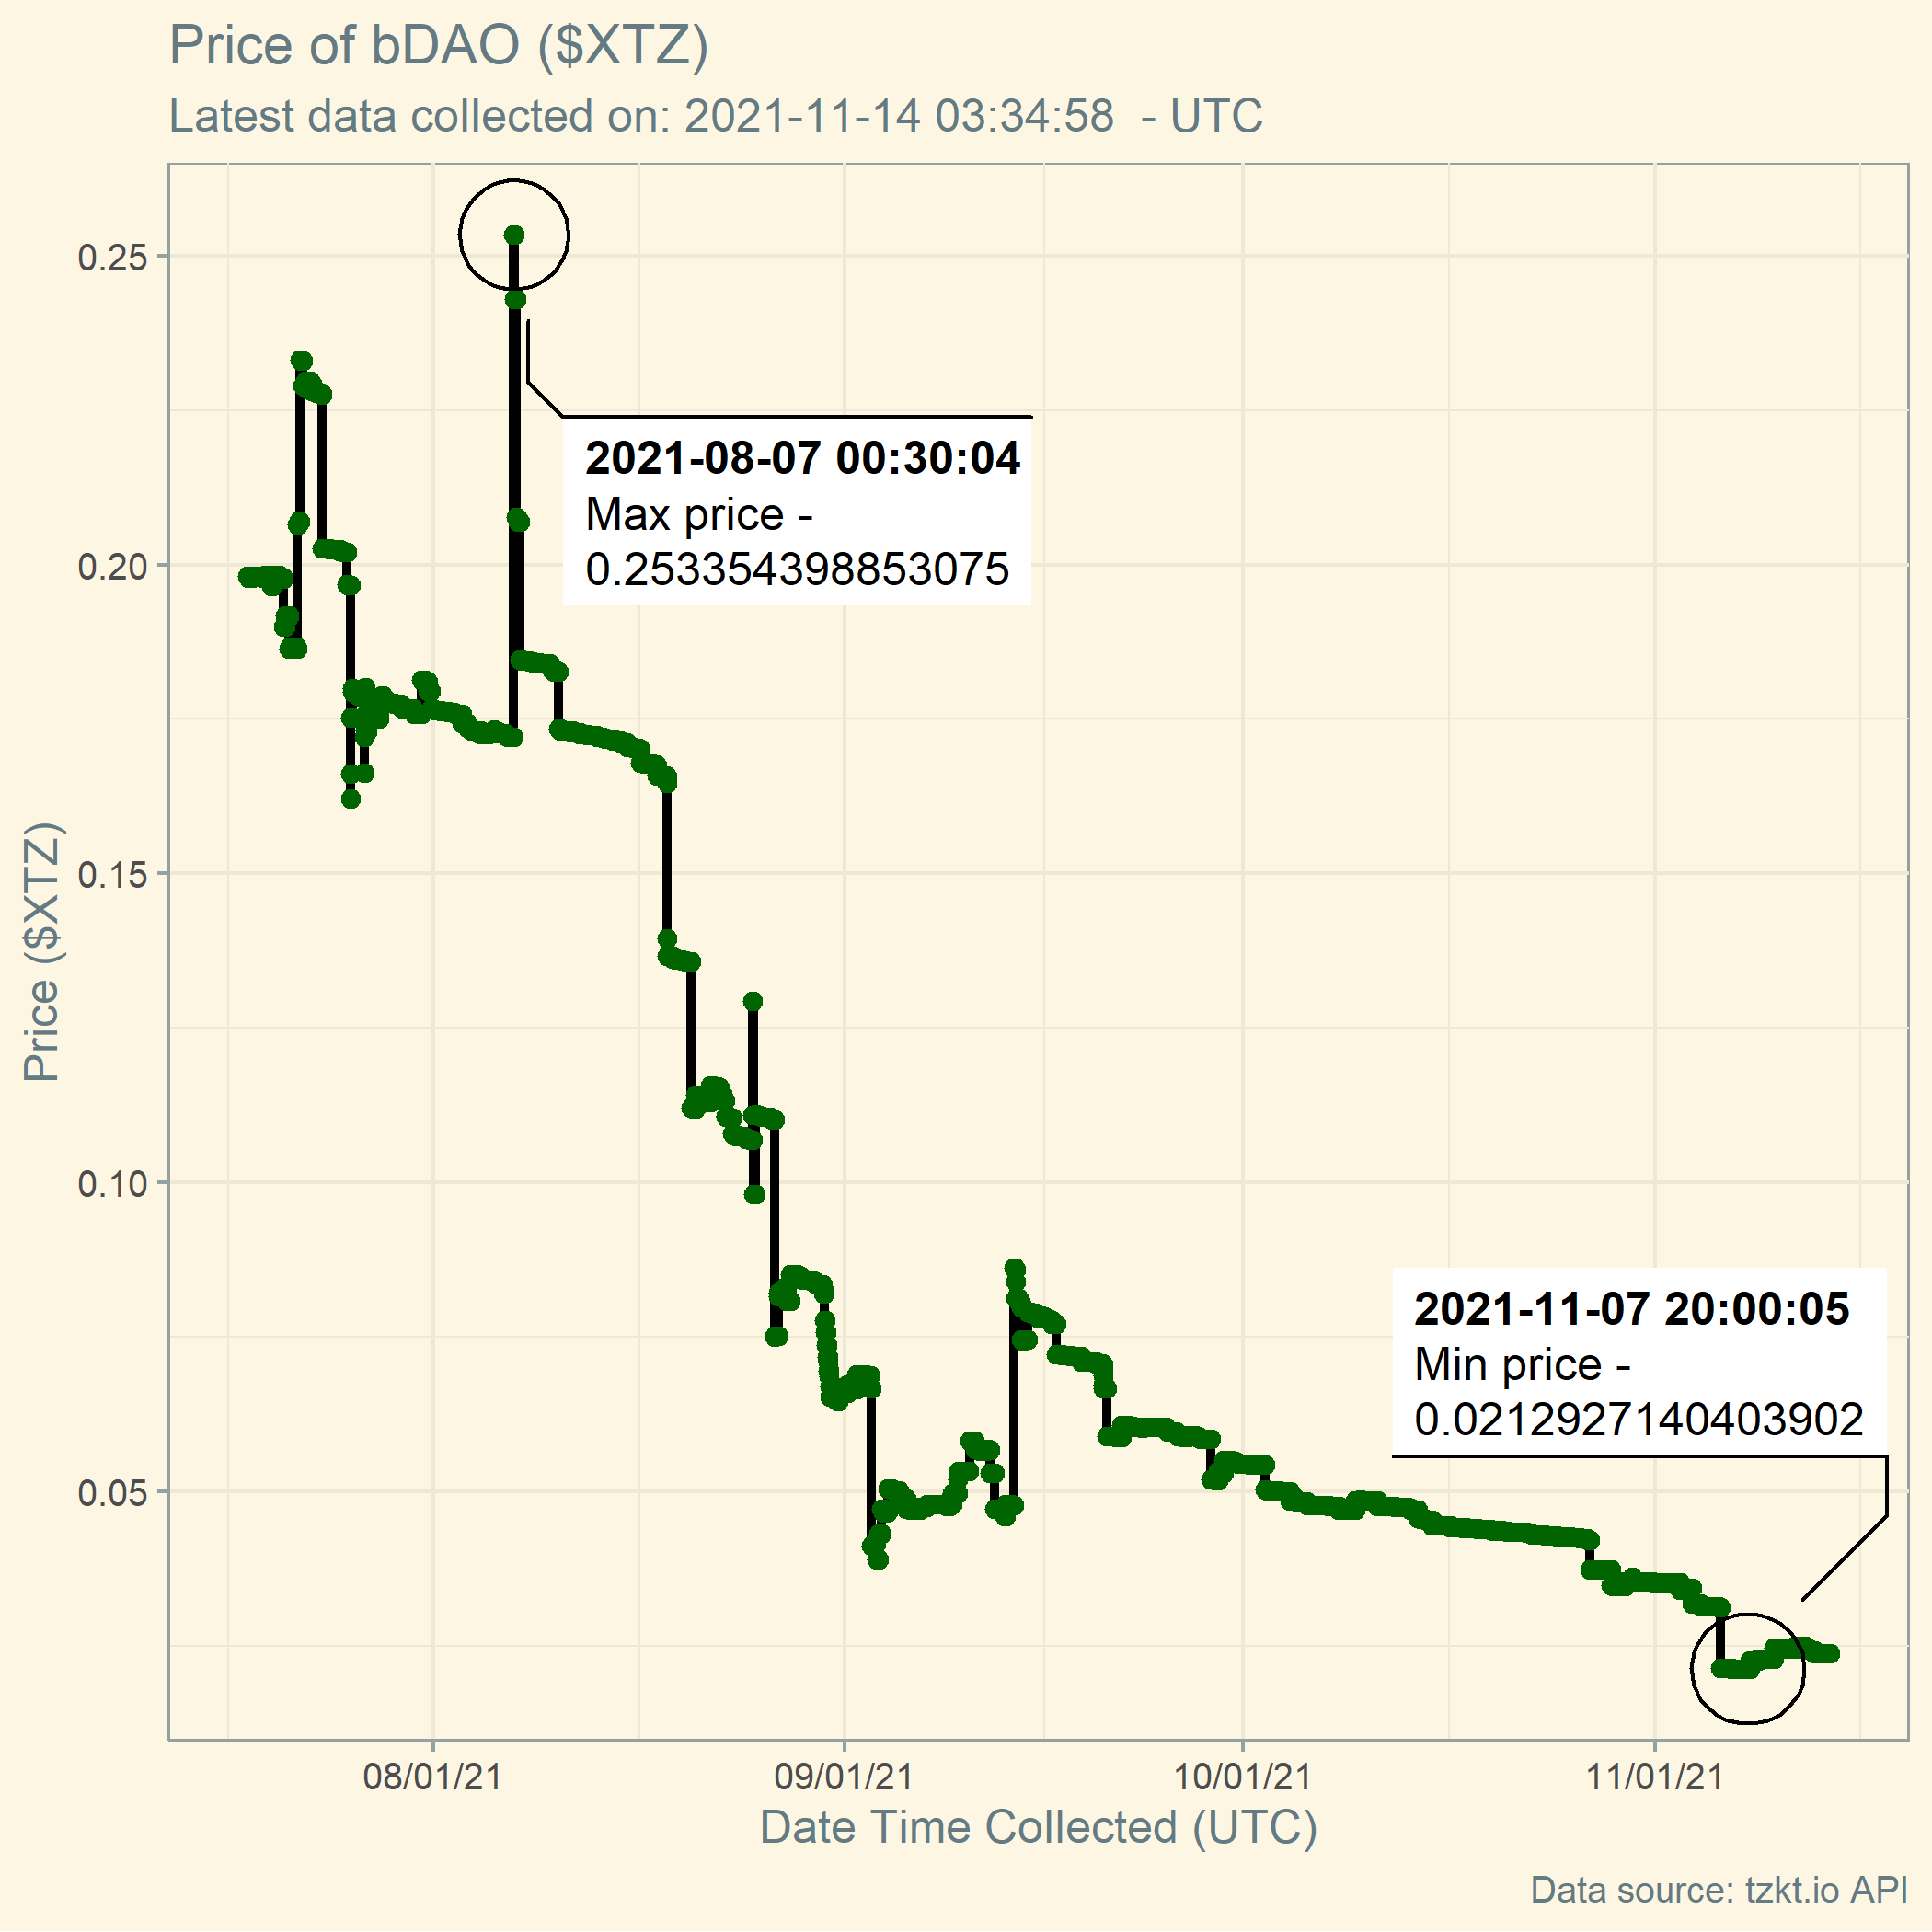 Price of bDAO ($XTZ)
Latest data collected on: 2021-11-14 03:34:58  - UTC
0.25
0.20
0.15
0.10
0.05
Price ($XTZ)
2021-08-07 00:30:04
Max price -
0.253354398853075
2021-11-07 20:00:05
Min price -
0.0212927140403902
08/01/21
09/01/21
10/01/21
11/01/21
Date Time Collected (UTC)
Data source: tzkt.io API